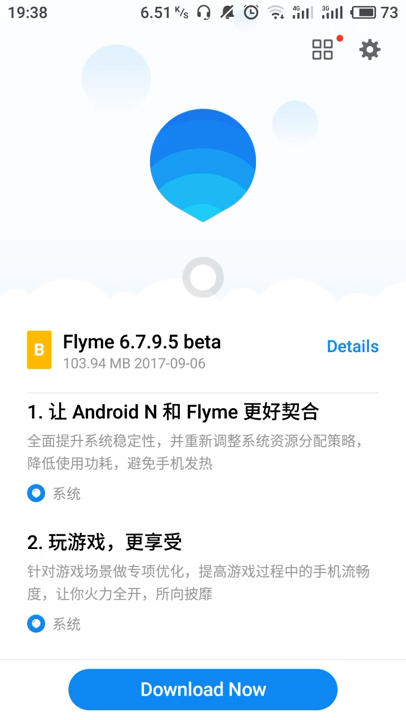 19:38 6.51 K/s 4G 3G 73
B
Flyme 6.7.9.5 beta
Details
103.94 MB 2017-09-06
1. 让 Android N 和 Flyme 更好契合
全面提升系统稳定性，并重新调整系统资源分配策略，
降低使用功耗，避免手机发热
系统
2. 玩游戏，更享受
针对游戏场景做专项优化，提高游戏过程中的手机流畅
度，让你火力全开，所向披靡
系统
Download Now